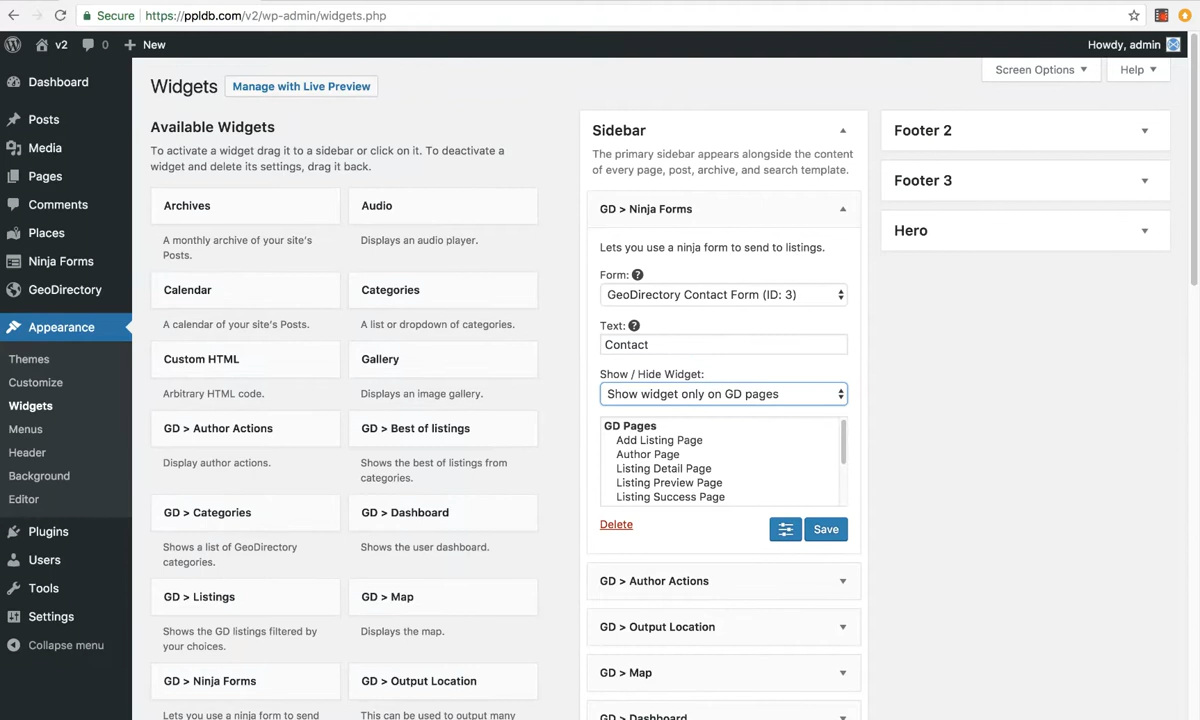 Secure https://ppldb.com/v2/wp-admin/widgets.php
v2 0 New
Howdy, admin
Dashboard
Posts
Media
Pages
Comments
Places
Ninja Forms
GeoDirectory
Appearance
Themes
Customize
Widgets
Menus
Header
Background
Editor
Plugins
Users
Tools
Settings
Collapse menu
Screen Options ▼
Help ▼
Widgets
Manage with Live Preview
Available Widgets
To activate a widget drag it to a sidebar or click on it. To deactivate a
widget and delete its settings, drag it back.
Archives
A monthly archive of your site's
Posts.
Audio
Displays an audio player.
Calendar
A calendar of your site's Posts.
Categories
A list or dropdown of categories.
Custom HTML
Arbitrary HTML code.
Gallery
Displays an image gallery.
GD > Author Actions
Display author actions.
GD > Best of listings
Shows the best of listings from
categories.
GD > Categories
Shows a list of GeoDirectory
categories.
GD > Dashboard
Shows the user dashboard.
GD > Listings
Shows the GD listings filtered by
your choices.
GD > Map
Displays the map.
GD > Ninja Forms
Lets you use a ninja form to send
GD > Output Location
This can be used to output many
Sidebar
The primary sidebar appears alongside the content
of every page, post, archive, and search template.
GD > Ninja Forms
Lets you use a ninja form to send to listings.
Form: ?
GeoDirectory Contact Form (ID: 3)
Text: ?
Contact
Show / Hide Widget:
Show widget only on GD pages
GD Pages
Add Listing Page
Author Page
Listing Detail Page
Listing Preview Page
Listing Success Page
Delete
Save
GD > Author Actions
GD > Output Location
GD > Map
GD > Dashboard
Footer 2
Footer 3
Hero